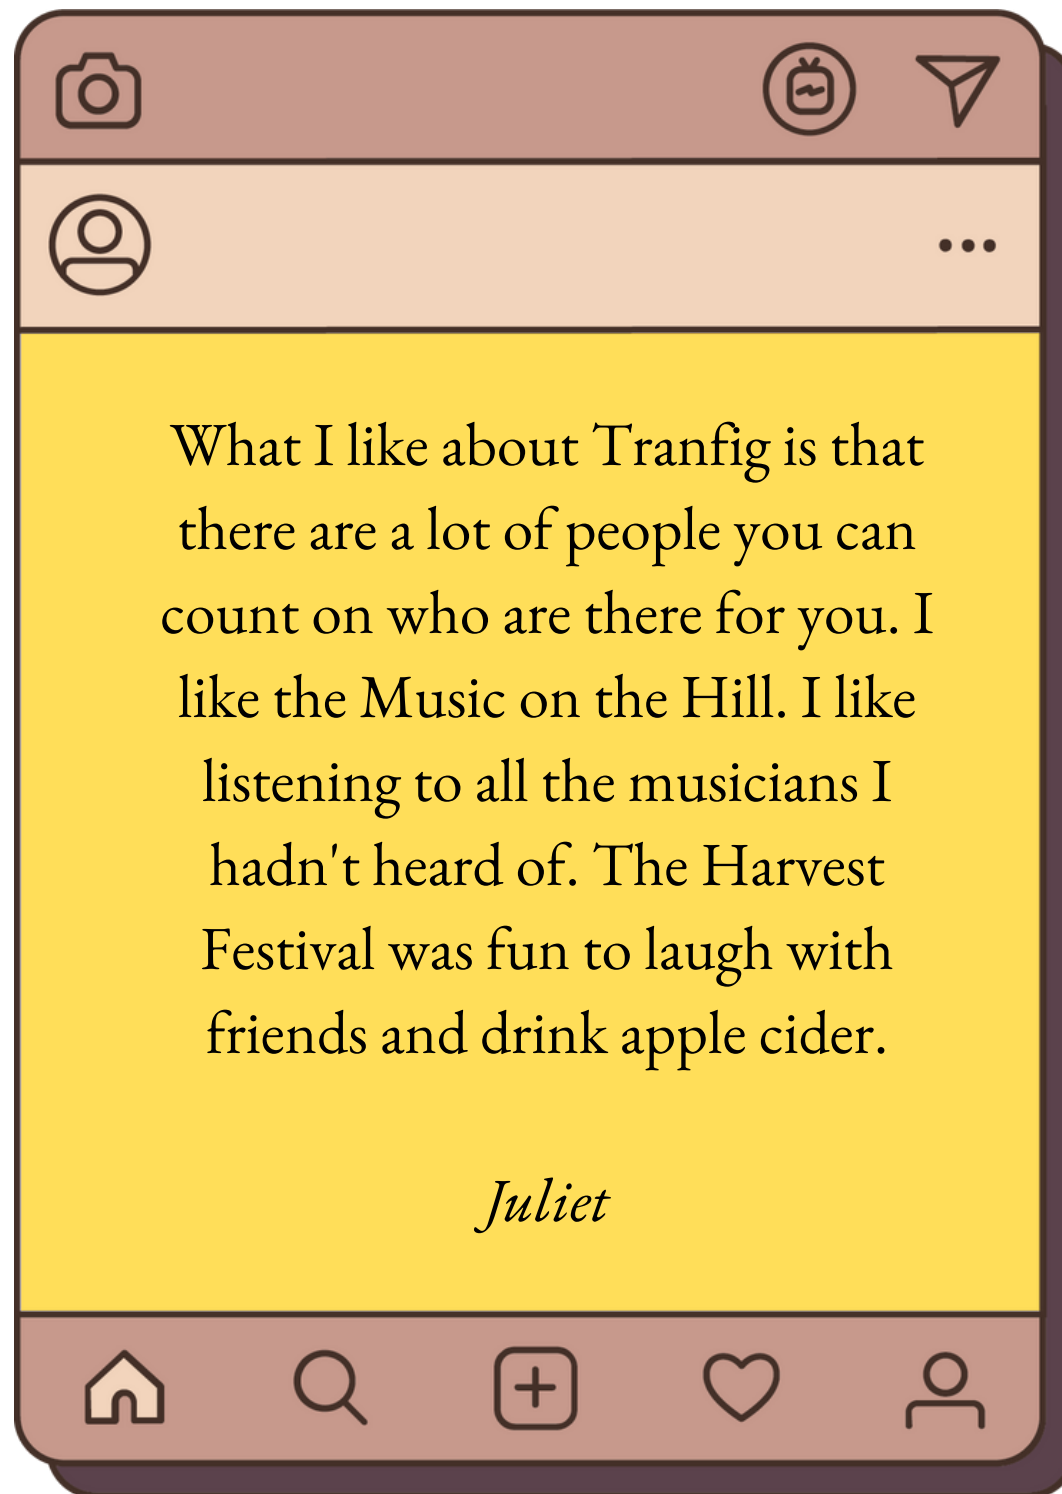 What I like about Tranfig is that
there are a lot of people you can
count on who are there for you. I
like the Music on the Hill. I like
listening to all the musicians I
hadn't heard of. The Harvest
Festival was fun to laugh with
friends and drink apple cider.
Juliet